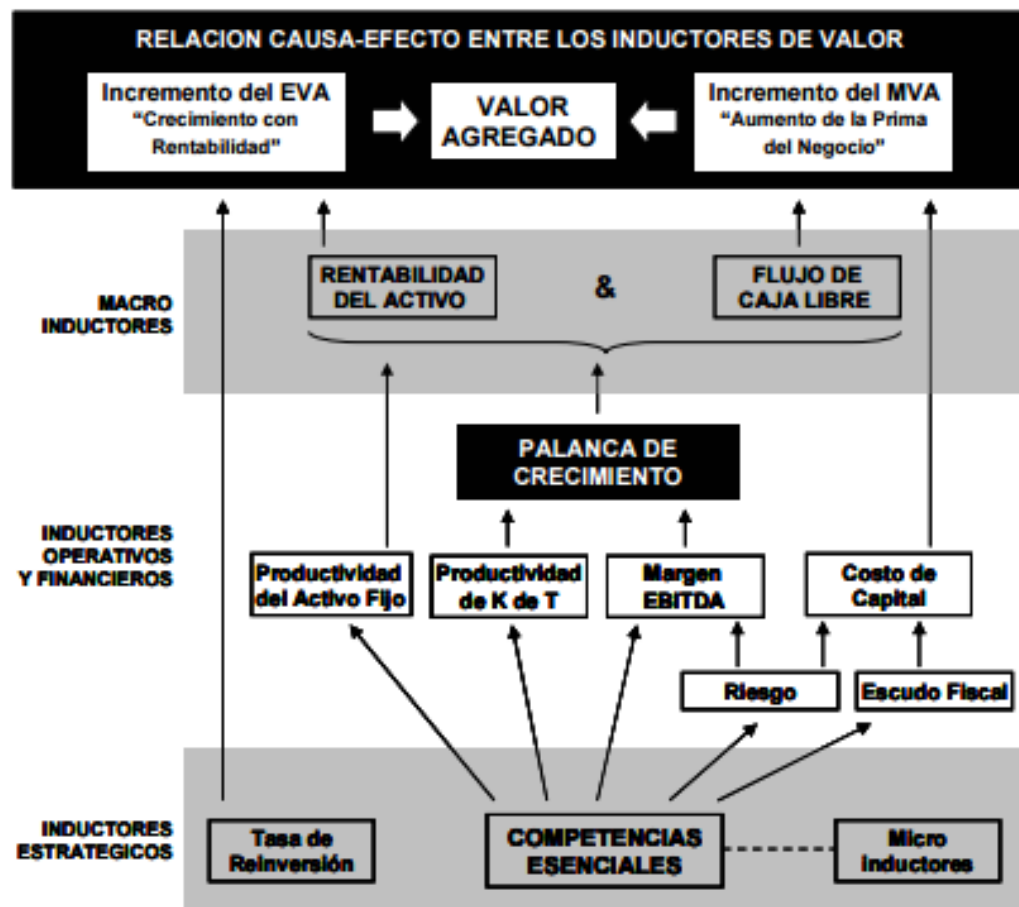 RELACION CAUSA-EFECTO ENTRE LOS INDUCTORES DE VALOR
Incremento del EVA
“Crecimiento con
Rentabilidad”
VALOR
AGREGADO
Incremento del MVA
“Aumento de la Prima
del Negocio”
MACRO
INDUCTORES
RENTABILIDAD
DEL ACTIVO
&
FLUJO DE
CAJA LIBRE
PALANCA DE
CRECIMIENTO
INDUCTORES
OPERATIVOS
Y FINANCIEROS
Productividad
del Activo Fijo
Productividad
de K de T
Margen
EBITDA
Costo de
Capital
Riesgo
Escudo Fiscal
INDUCTORES
ESTRATEGICOS
Tasa de
Reinversión
COMPETENCIAS
ESENCIALES
Micro
inductores